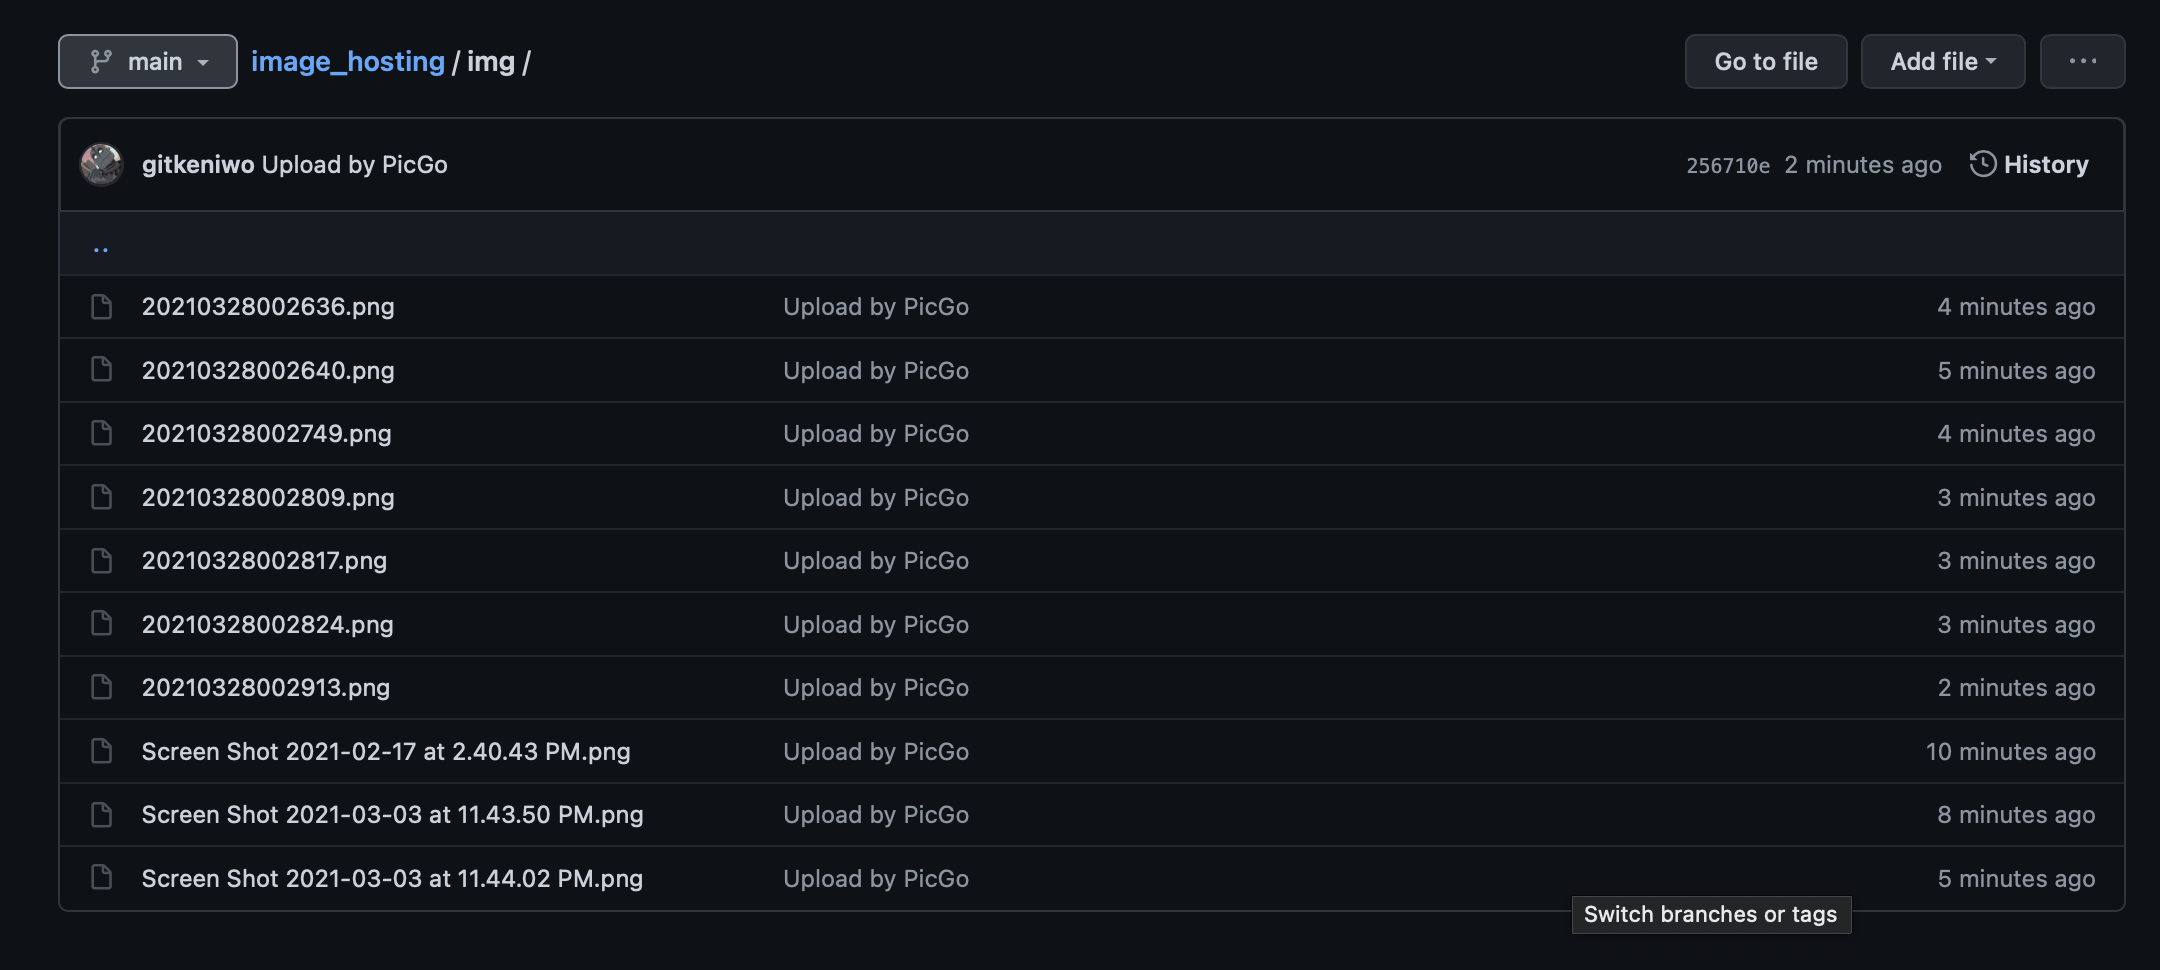 main image_hosting / img / Go to file Add file ...
gitkeniwo Upload by PicGo 256710e 2 minutes ago History
..
20210328002636.png Upload by PicGo 4 minutes ago
20210328002640.png Upload by PicGo 5 minutes ago
20210328002749.png Upload by PicGo 4 minutes ago
20210328002809.png Upload by PicGo 3 minutes ago
20210328002817.png Upload by PicGo 3 minutes ago
20210328002824.png Upload by PicGo 3 minutes ago
20210328002913.png Upload by PicGo 2 minutes ago
Screen Shot 2021-02-17 at 2.40.43 PM.png Upload by PicGo 10 minutes ago
Screen Shot 2021-03-03 at 11.43.50 PM.png Upload by PicGo 8 minutes ago
Screen Shot 2021-03-03 at 11.44.02 PM.png Upload by PicGo 5 minutes ago
Switch branches or tags